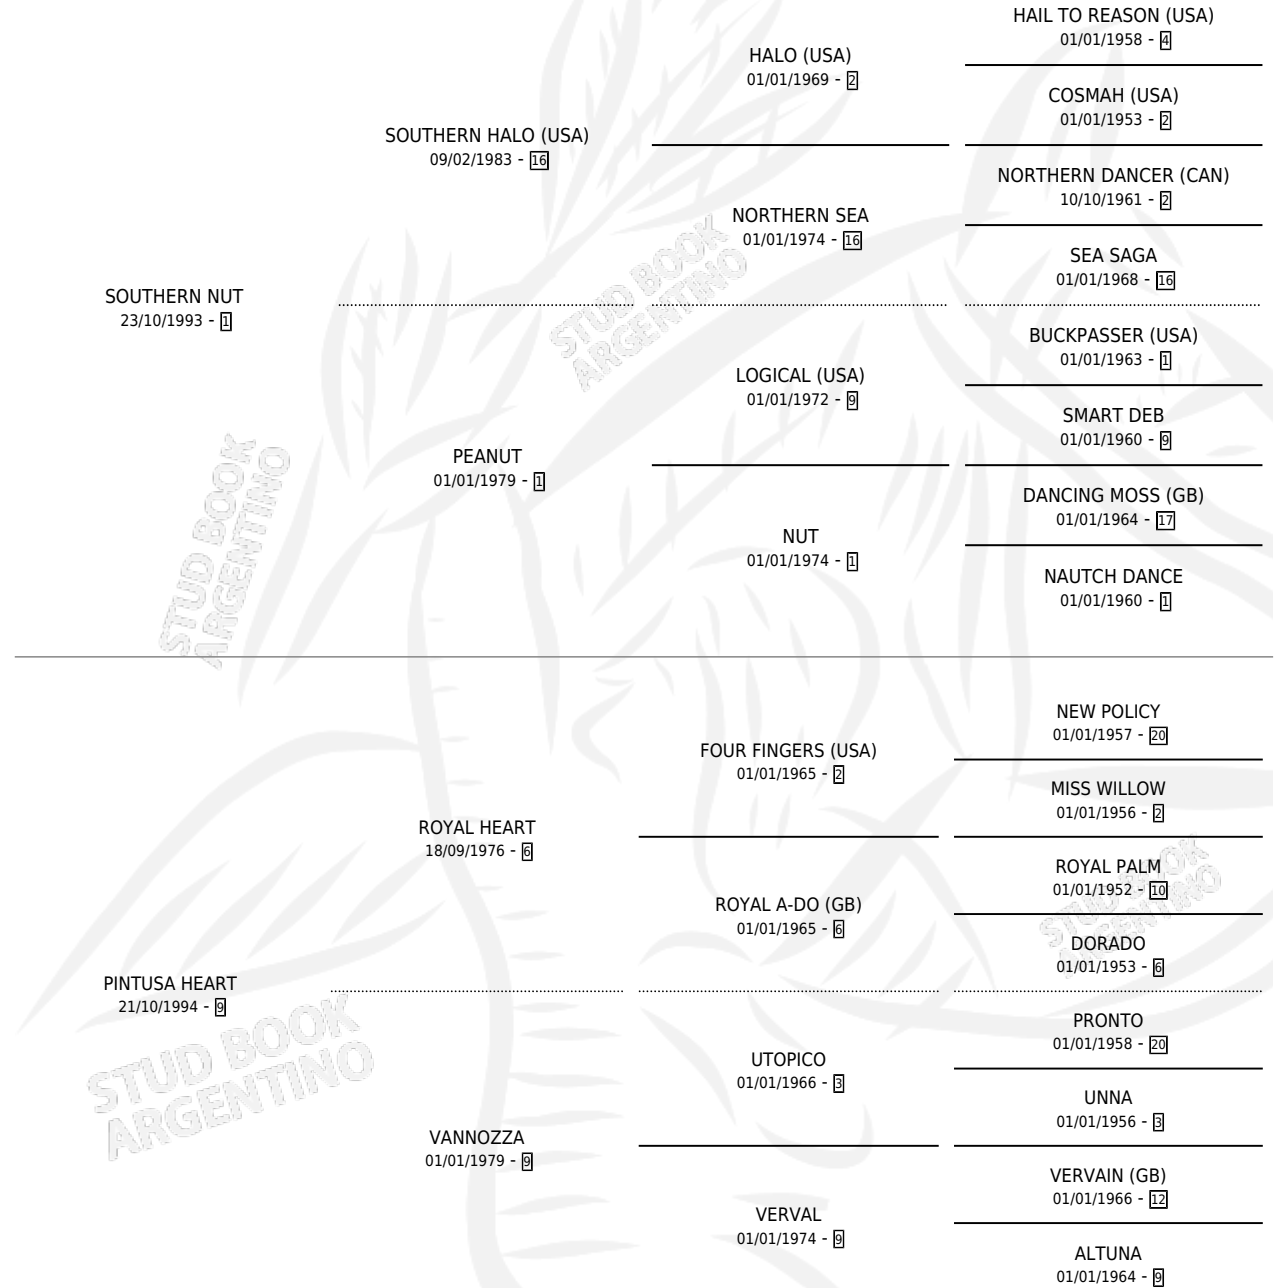 HAIL TO REASON (USA)
01/01/1958 - 4
HALO (USA)
01/01/1969 - 2
COSMAH (USA)
01/01/1953 - 2
SOUTHERN HALO (USA)
09/02/1983 - 16
NORTHERN DANCER (CAN)
10/10/1961 - 2
NORTHERN SEA
01/01/1974 - 16
SEA SAGA
01/01/1968 - 16
STUD BOOK
ARGENTINO
SOUTHERN NUT
23/10/1993 - 1
BUCKPASSER (USA)
01/01/1963 - 1
LOGICAL (USA)
01/01/1972 - 9
SMART DEB
01/01/1960 - 9
PEANUT
01/01/1979 - 1
DANCING MOSS (GB)
01/01/1964 - 17
NUT
01/01/1974 - 1
NAUTCH DANCE
01/01/1960 - 1
STUD BOOK
ARGENTINO
NEW POLICY
01/01/1957 - 20
FOUR FINGERS (USA)
01/01/1965 - 2
MISS WILLOW
01/01/1956 - 2
ROYAL HEART
18/09/1976 - 6
ROYAL PALM
01/01/1952 - 10
ROYAL A-DO (GB)
01/01/1965 - 6
STUD BOOK
ARGENTINO
DORADO
01/01/1953 - 6
PINTUSA HEART
21/10/1994 - 9
PRONTO
01/01/1958 - 20
UTOPICO
01/01/1966 - 3
UNNA
01/01/1956 - 3
STUD BOOK
ARGENTINO
VANNOZZA
01/01/1979 - 9
VERVAIN (GB)
01/01/1966 - 12
VERVAL
01/01/1974 - 9
ALTUNA
01/01/1964 - 9